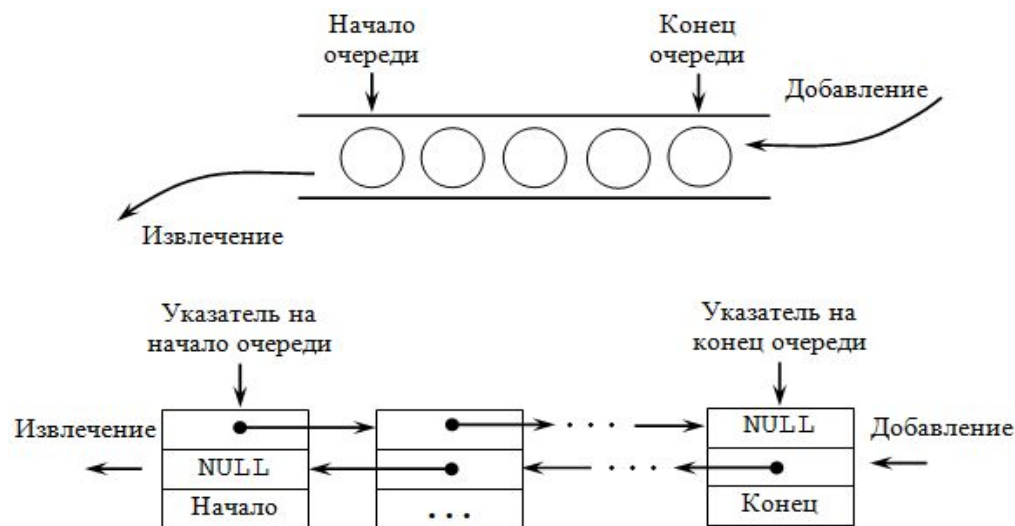 Начало
очереди
Конец
очереди
Добавление
Извлечение
Указатель на
начало очереди
Указатель на
конец очереди
Извлечение
NULL
Добавление
NULL
Начало
...
Конец